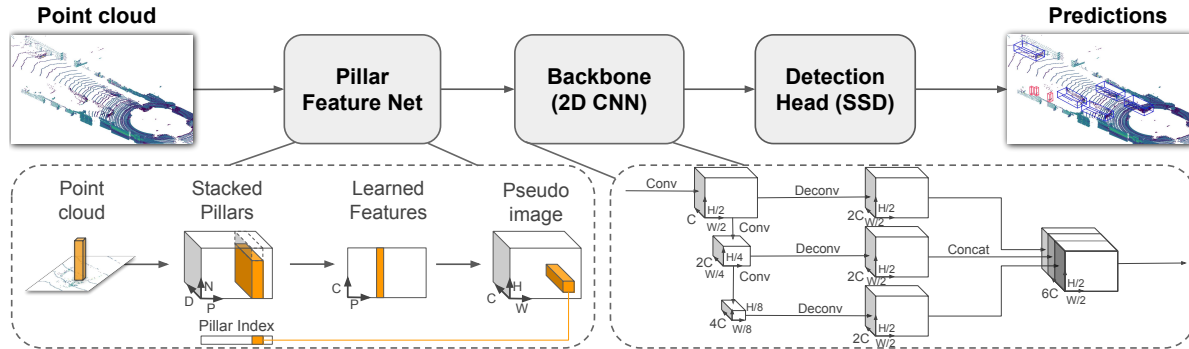 Point cloud
Predictions
Pillar
Feature Net
Backbone
(2D CNN)
Detection
Head (SSD)
Point
cloud
Stacked
Pillars
Learned
Features
Pseudo
image
N
D
P
C
P
H
C
W
Pillar Index
Conv
C
H/2
W/2
Deconv
2C
H/2
W/2
Conv
2C
H/4
W/4
Deconv
2C
H/2
W/2
Concat
Conv
4C
H/8
W/8
Deconv
2C
H/2
W/2
6C
H/2
W/2